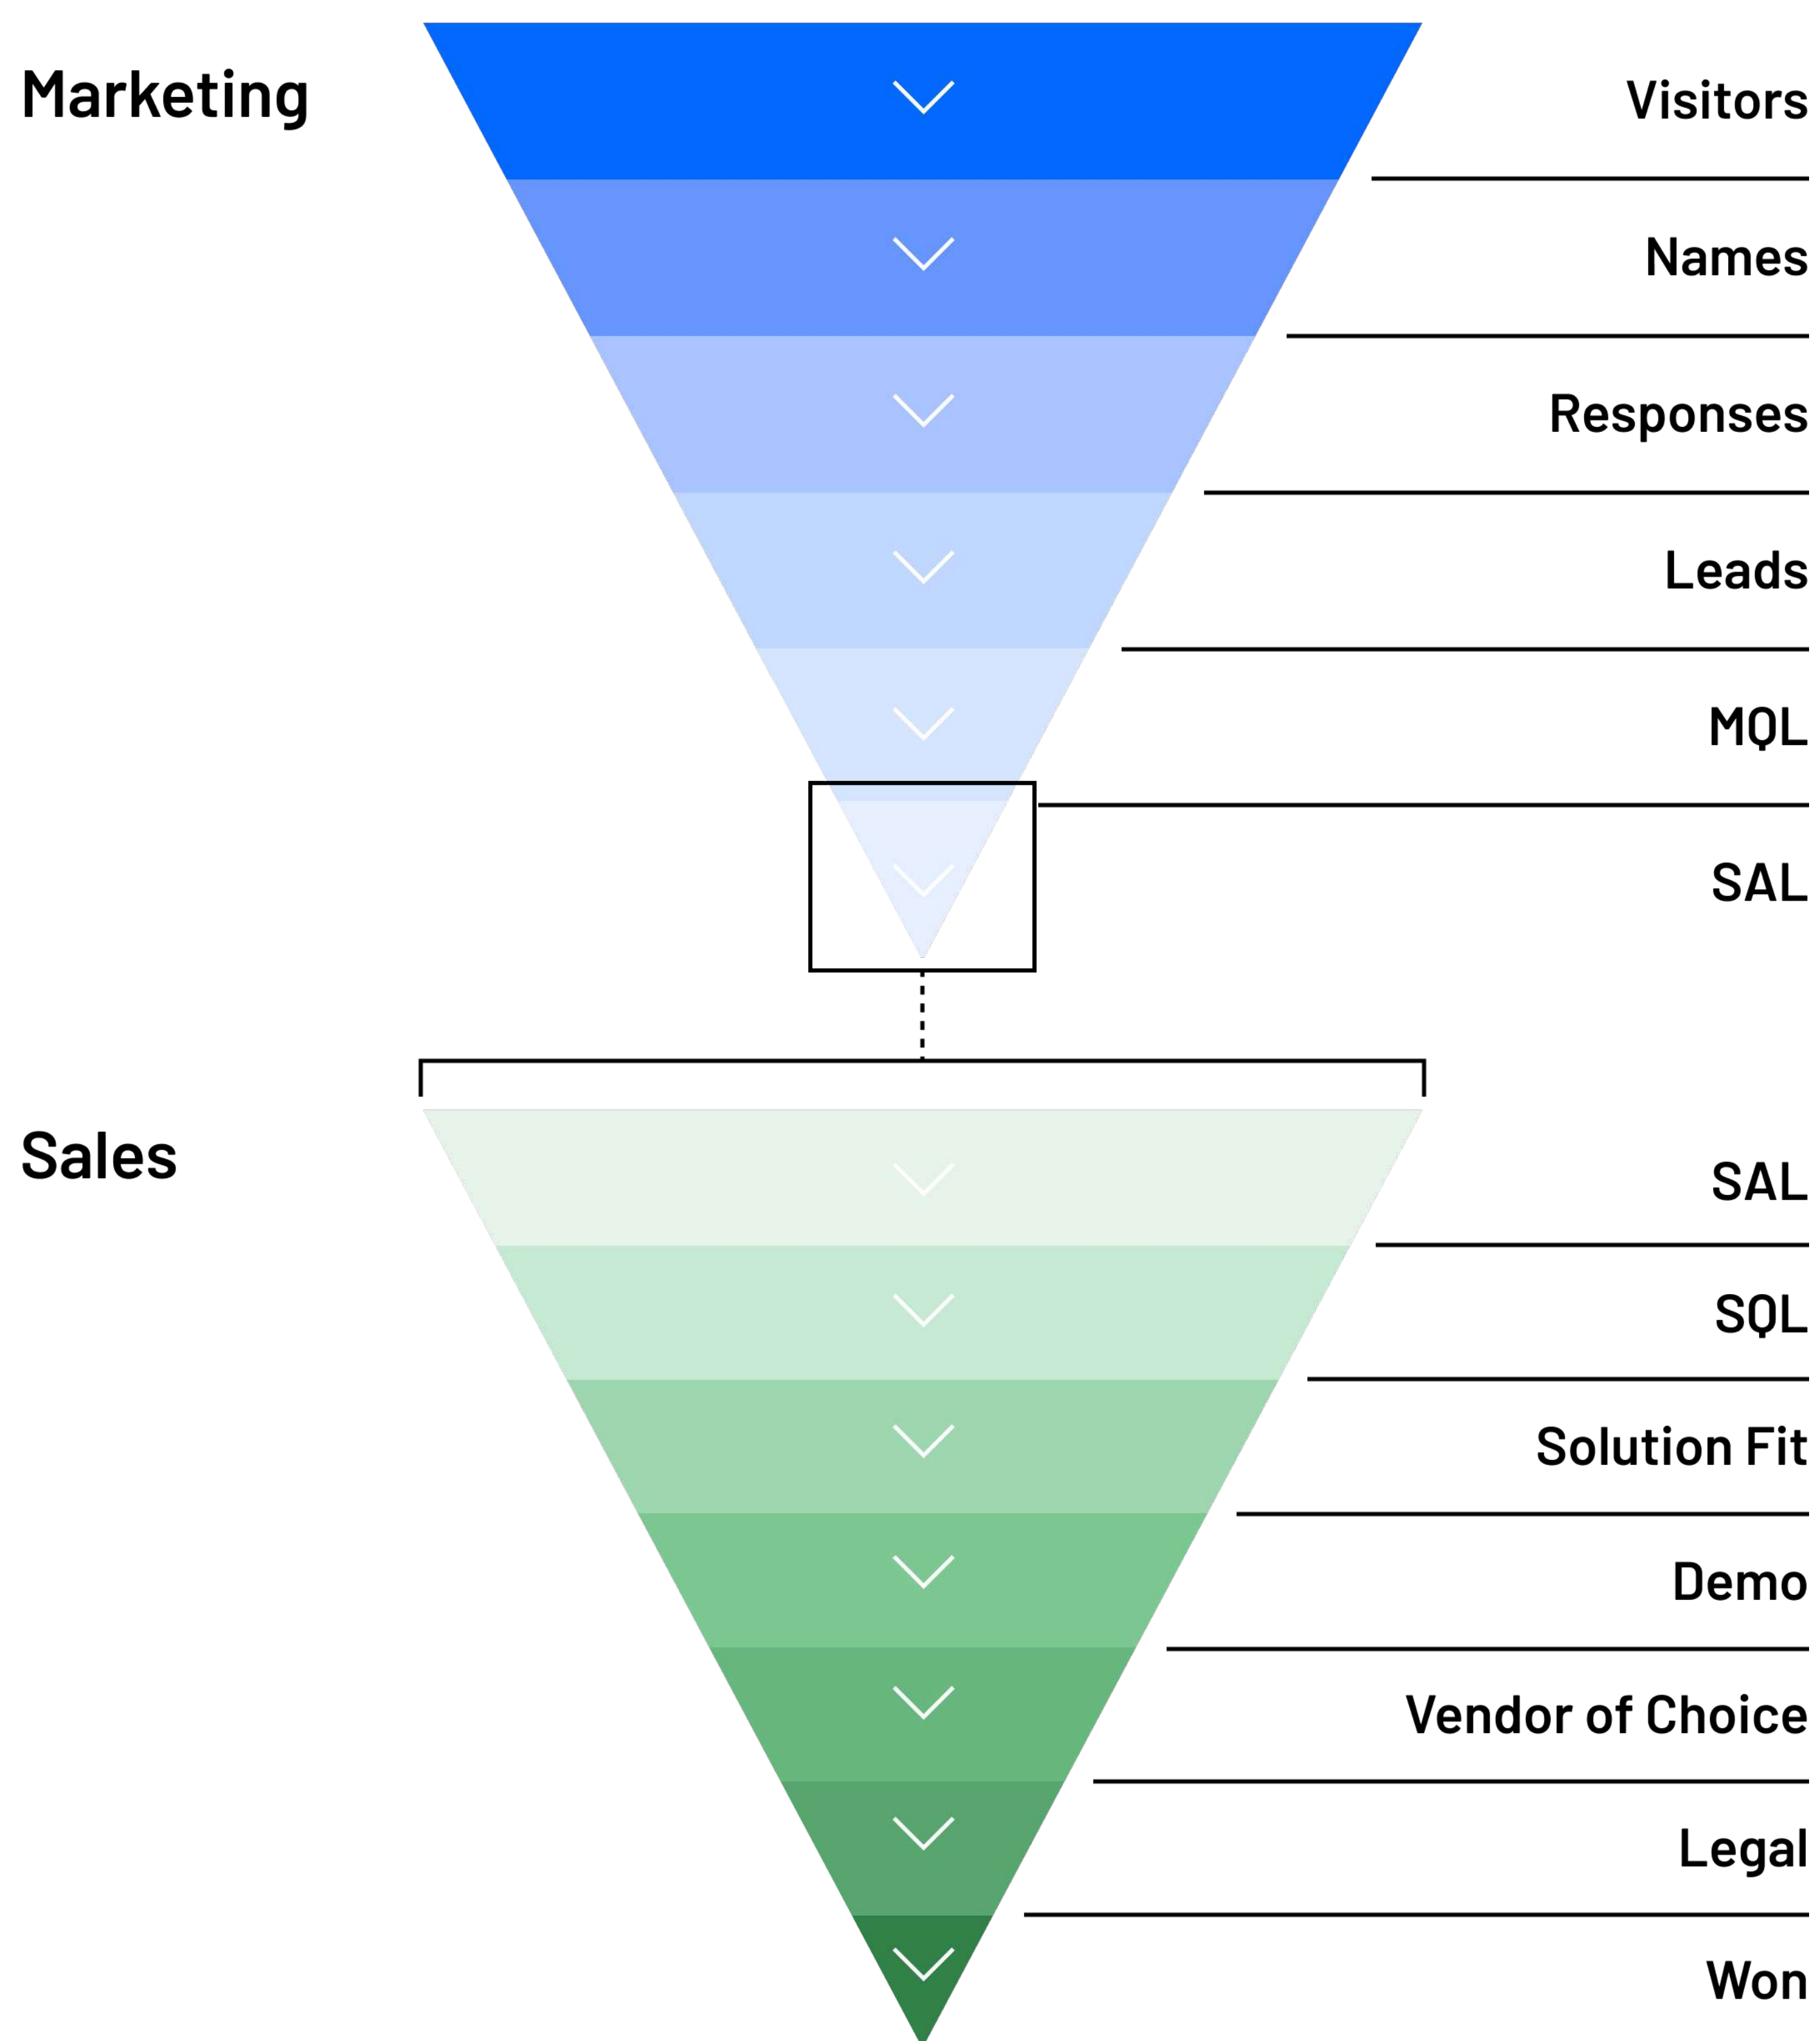 Marketing
Visitors
Names
Responses
Leads
MQL
SAL
Sales
SAL
SQL
Solution Fit
Demo
Vendor of Choice
Legal
Won